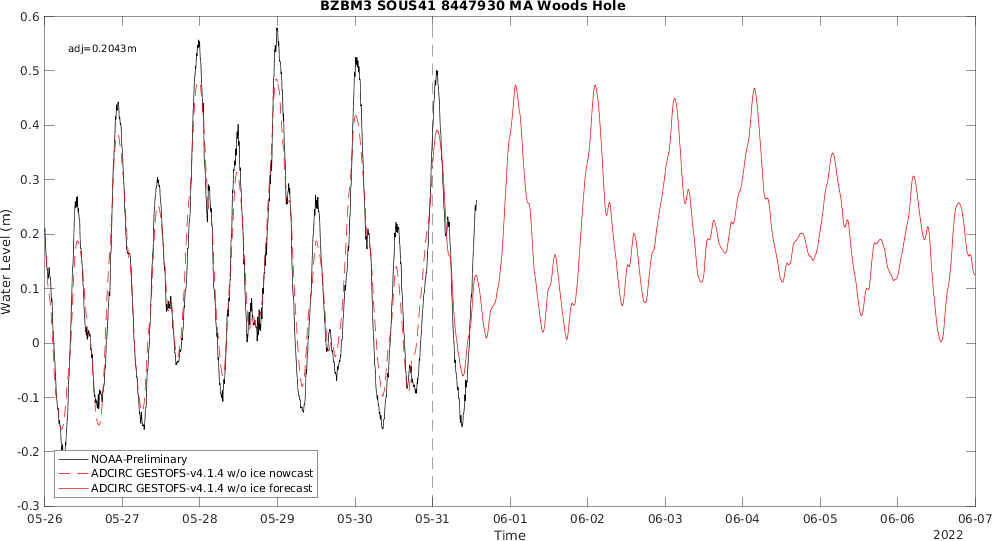 BZBM3 SOUS41 8447930 MA Woods Hole
adj=0.2043m
0.6
0.5
0.4
0.3
0.2
0.1
0
-0.1
-0.2
-0.3
Water Level (m)
NOAA-Preliminary
ADCIRC GESTOFS-v4.1.4 w/o ice nowcast
ADCIRC GESTOFS-v4.1.4 w/o ice forecast
05-26 05-27 05-28 05-29 05-30 05-31 06-01 06-02 06-03 06-04 06-05 06-06 06-07
Time
2022